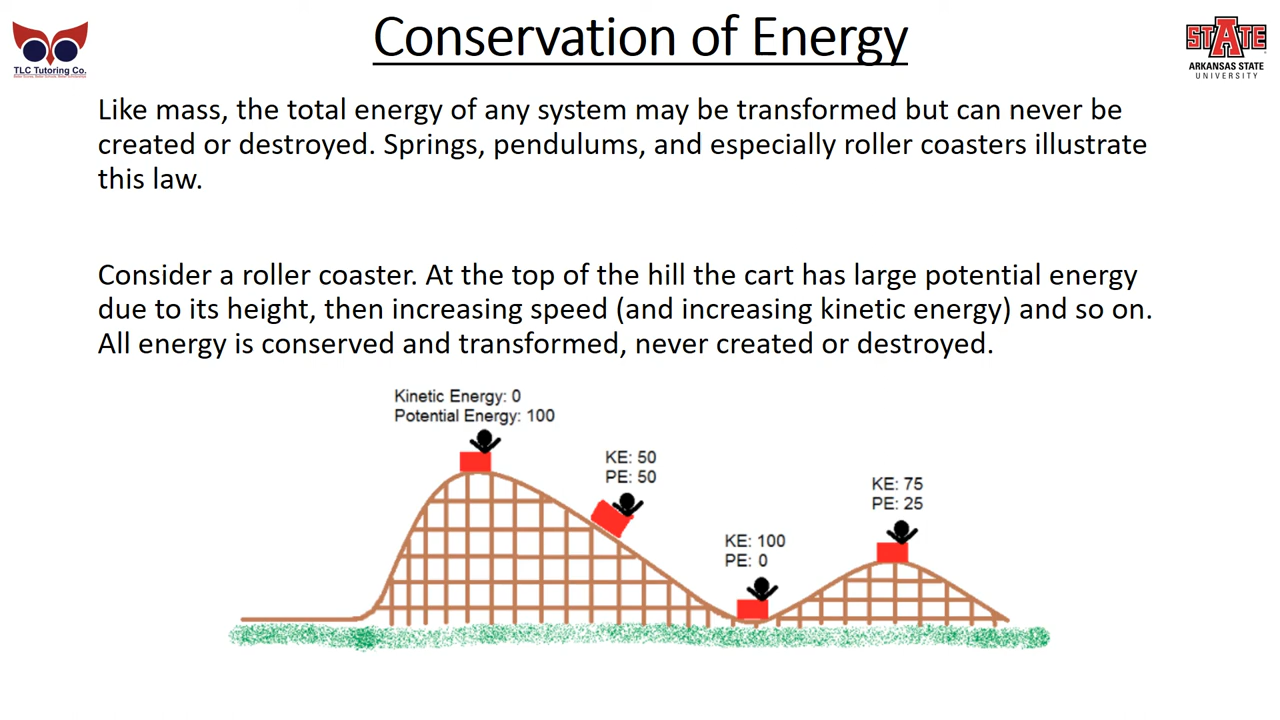 Conservation of Energy
TLC Tutoring Co.
STATE
ARKANSAS STATE
UNIVERSITY
Like mass, the total energy of any system may be transformed but can never be
created or destroyed. Springs, pendulums, and especially roller coasters illustrate
this law.
Consider a roller coaster. At the top of the hill the cart has large potential energy
due to its height, then increasing speed (and increasing kinetic energy) and so on.
All energy is conserved and transformed, never created or destroyed.
Kinetic Energy: 0
Potential Energy: 100
KE: 50
PE: 50
KE: 100
PE: 0
KE: 75
PE: 25